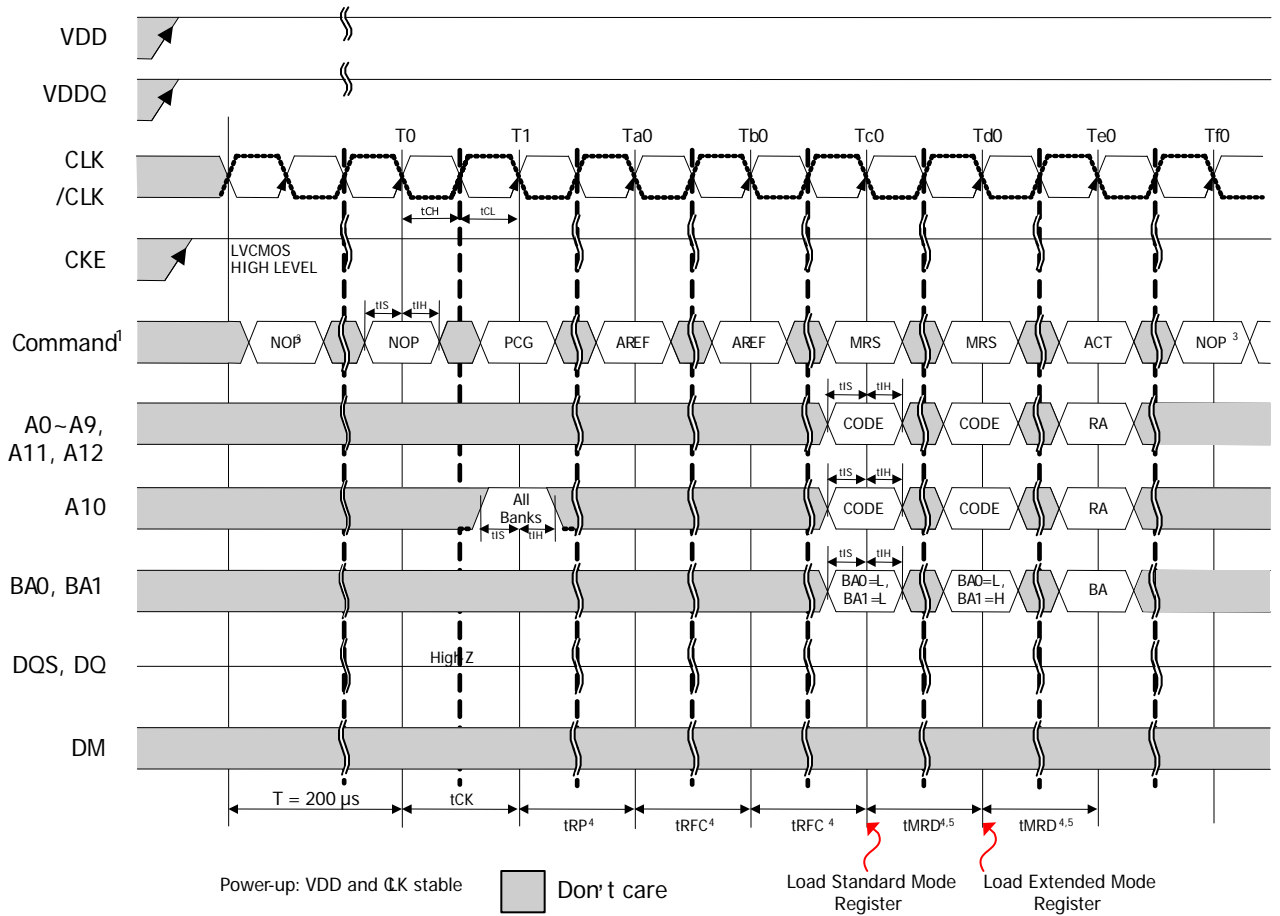 VDD
VDDQ
T0 T1 Ta0 Tb0 Tc0 Td0 Te0 Tf0
CLK
/CLK
tCH tCL
CKE
LVCMOS
HIGH LEVEL
tIS tIH
Command1 NOP3 NOP PCG AREF AREF MRS MRS ACT NOP 3
A0~A9,
A11, A12
tIS tIH
CODE CODE RA
A10
All
Banks
tIS tIH
tIS tIH
CODE CODE RA
BA0, BA1
tIS tIH
BA0=L,
BA1=L
BA0=L,
BA1=H
BA
DQS, DQ
High-Z
DM
T = 200 µs tCK tRP4 tRFC4 tRFC 4 tMRD4,5 tMRD4,5
Power-up: VDD and CLK stable
Don't care
Load Standard Mode
Register
Load Extended Mode
Register